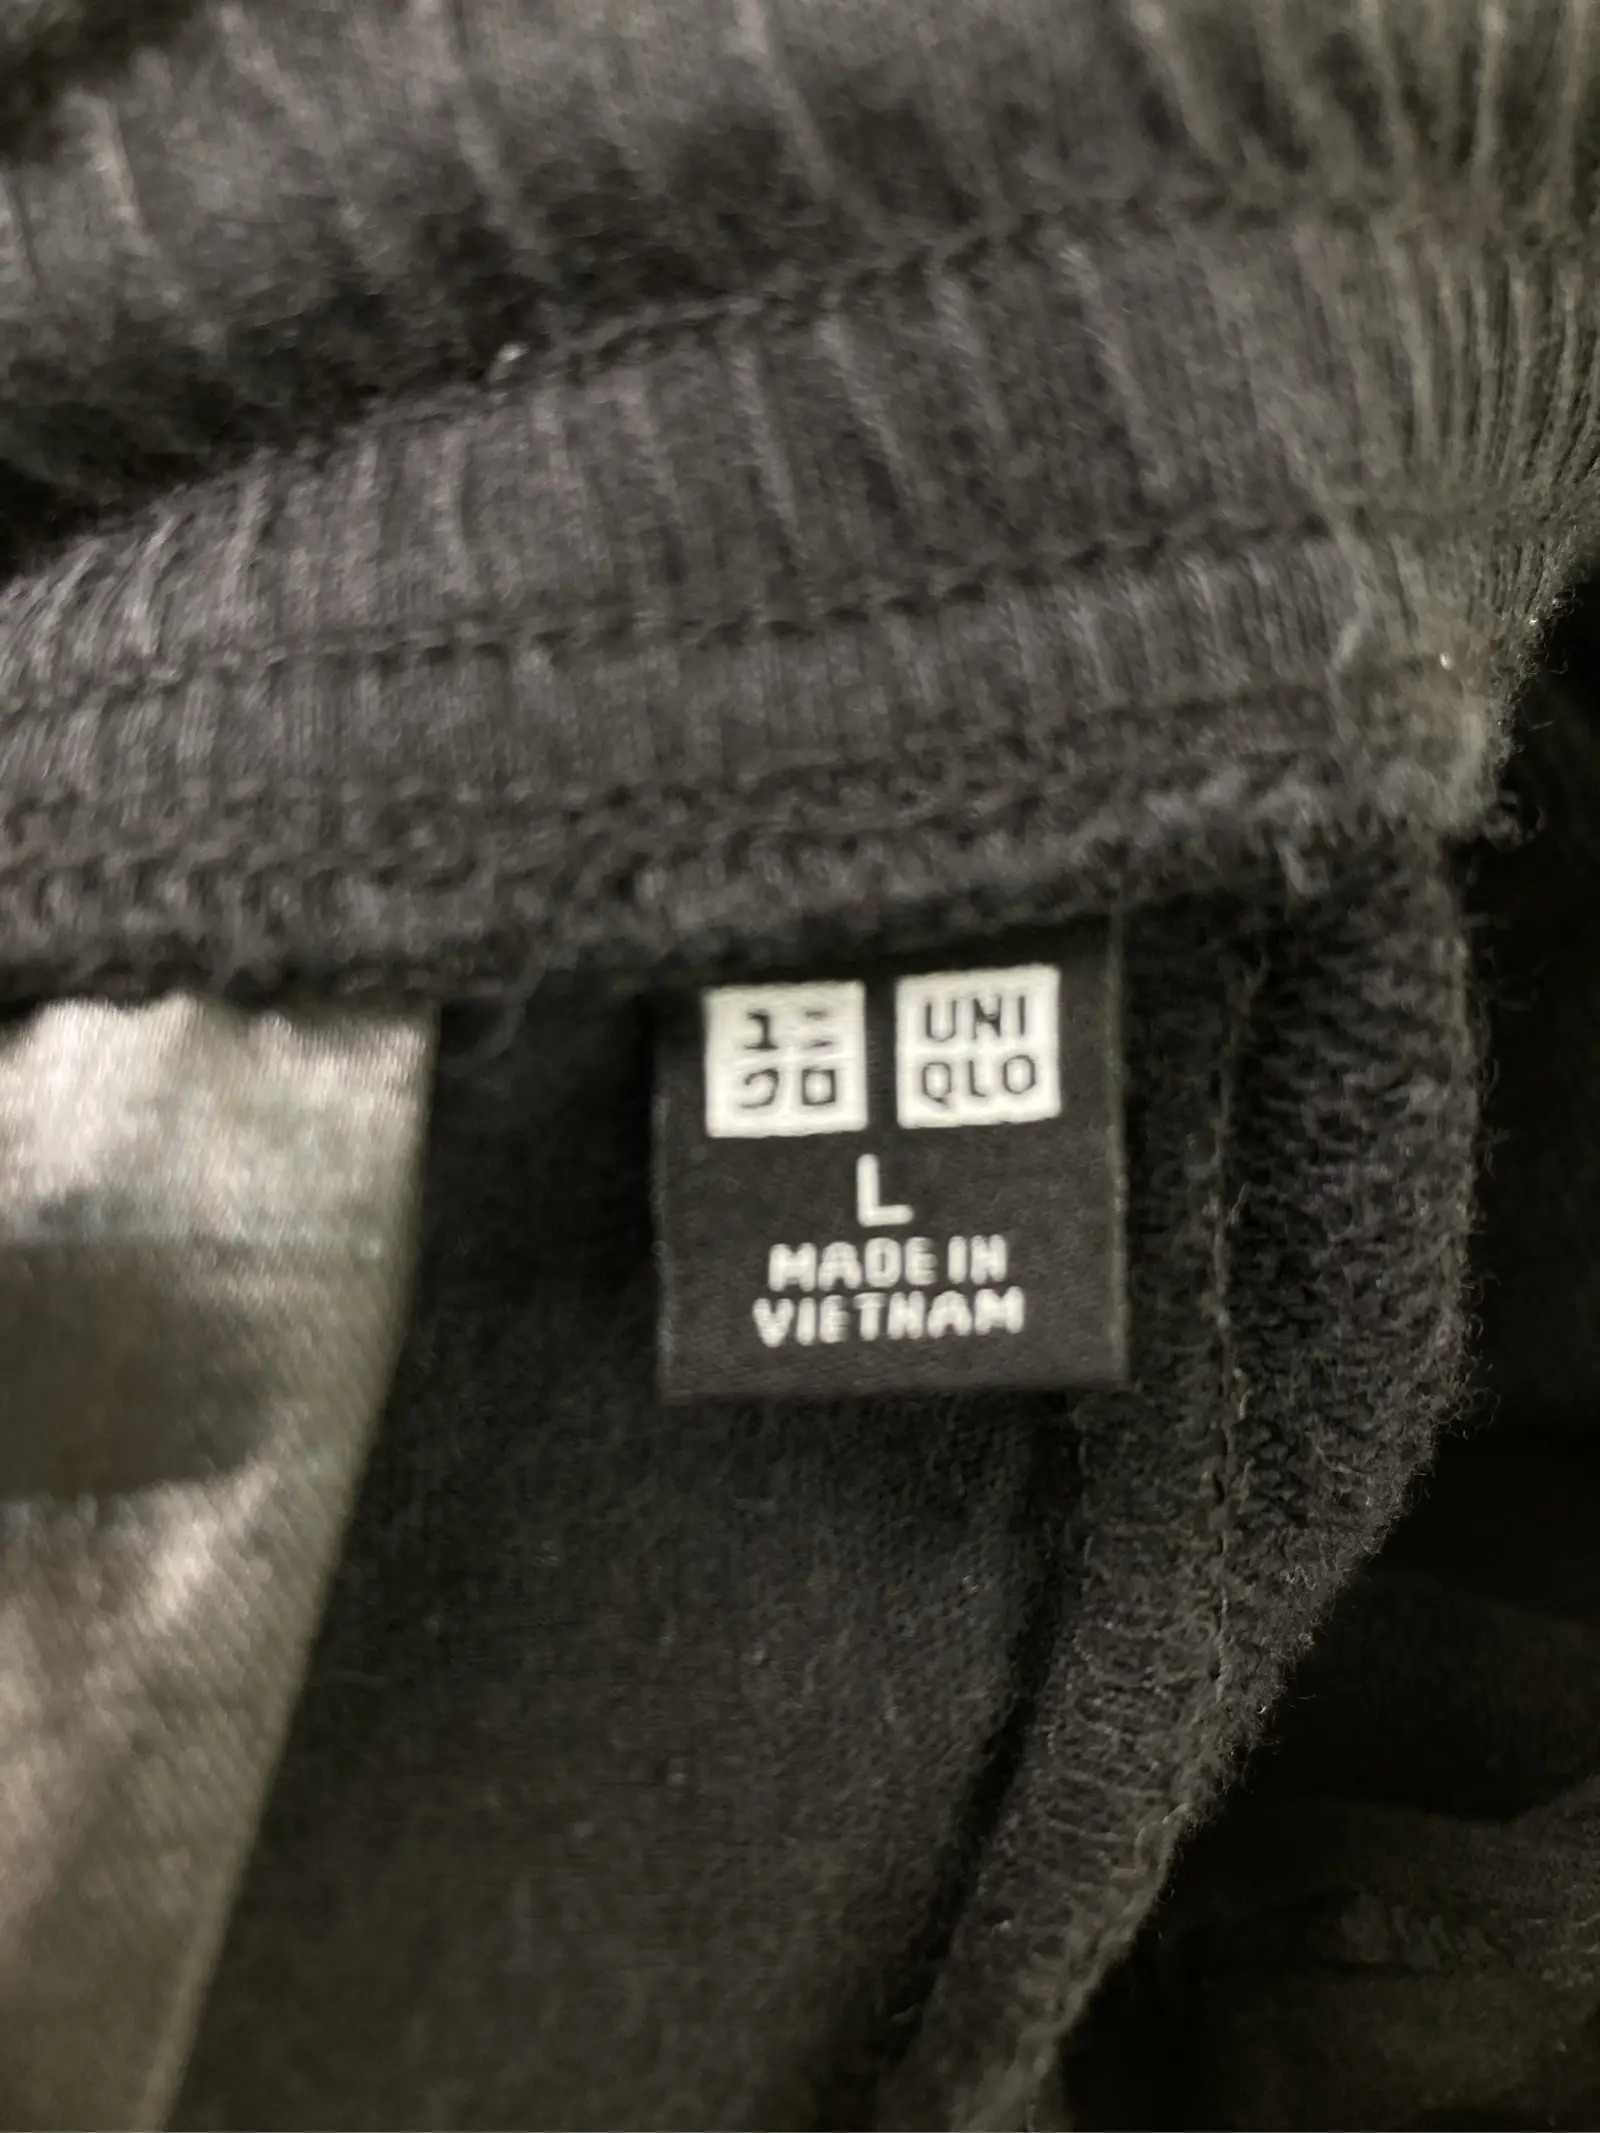 ユニ
クロ
UNI
QLO
L
MADE IN
VIETNAM